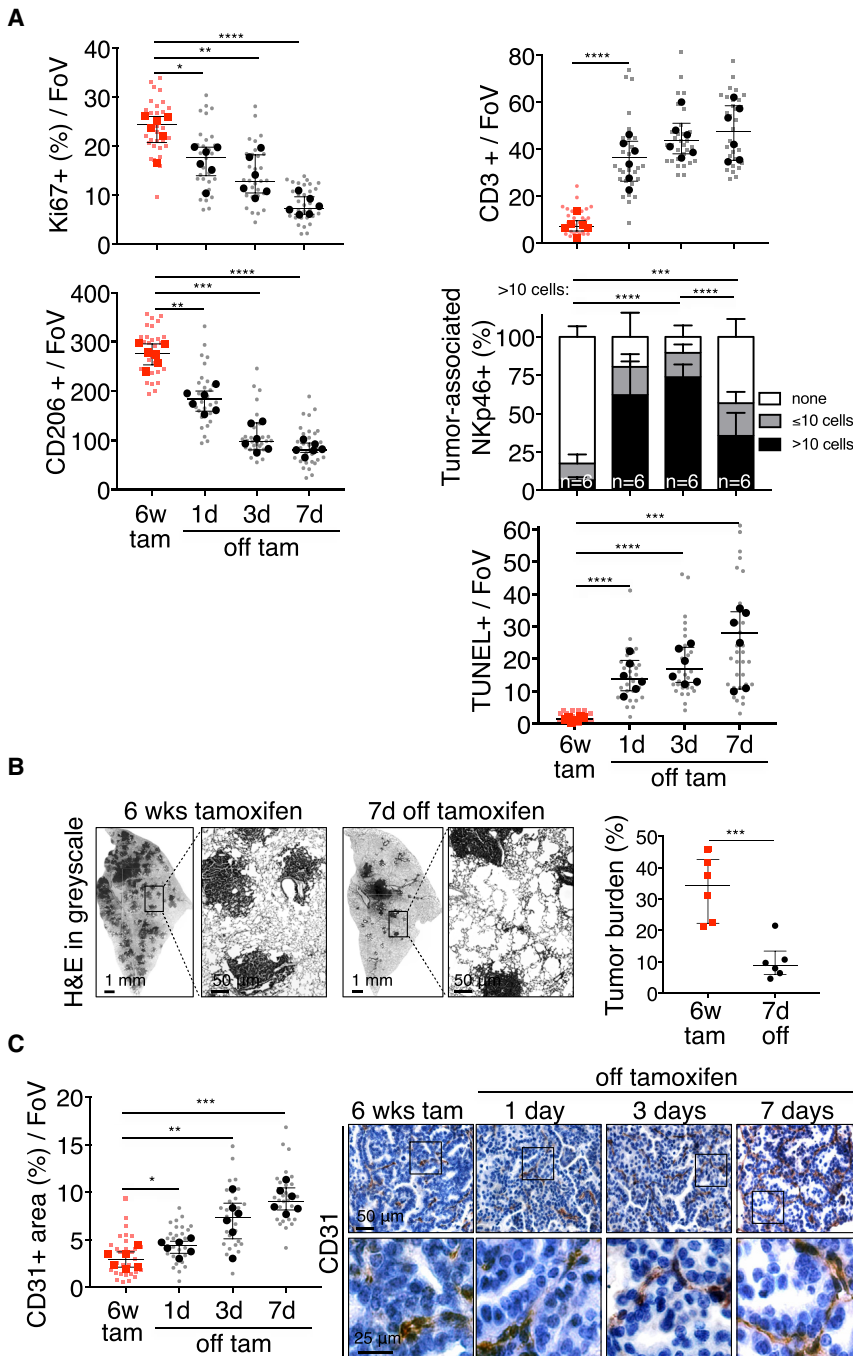 A
Ki67+ (%) / FoV
40
30
20
10
0
****
**
*
CD3 + / FoV
80
60
40
20
0
****
CD206 + / FoV
400
300
200
100
0
****
***
**
6w
tam
1d
3d
7d
off tam
Tumor-associated
NKp46+ (%)
>10 cells:
***
****
****
100
75
50
25
0
n=6
n=6
n=6
n=6
none
≤10 cells
>10 cells
TUNEL+ / FoV
60
50
40
30
20
10
0
***
****
****
6w
tam
1d
3d
7d
off tam
B
6 wks tamoxifen
7d off tamoxifen
H&E in greyscale
1 mm
50 µm
1 mm
50 µm
Tumor burden (%)
50
40
30
20
10
0
***
6w
tam
7d
off
C
CD31+ area (%) / FoV
20
15
10
5
0
***
**
*
6w
tam
1d
3d
7d
off tam
off tamoxifen
6 wks tam
1 day
3 days
7 days
CD31
50 µm
25 µm